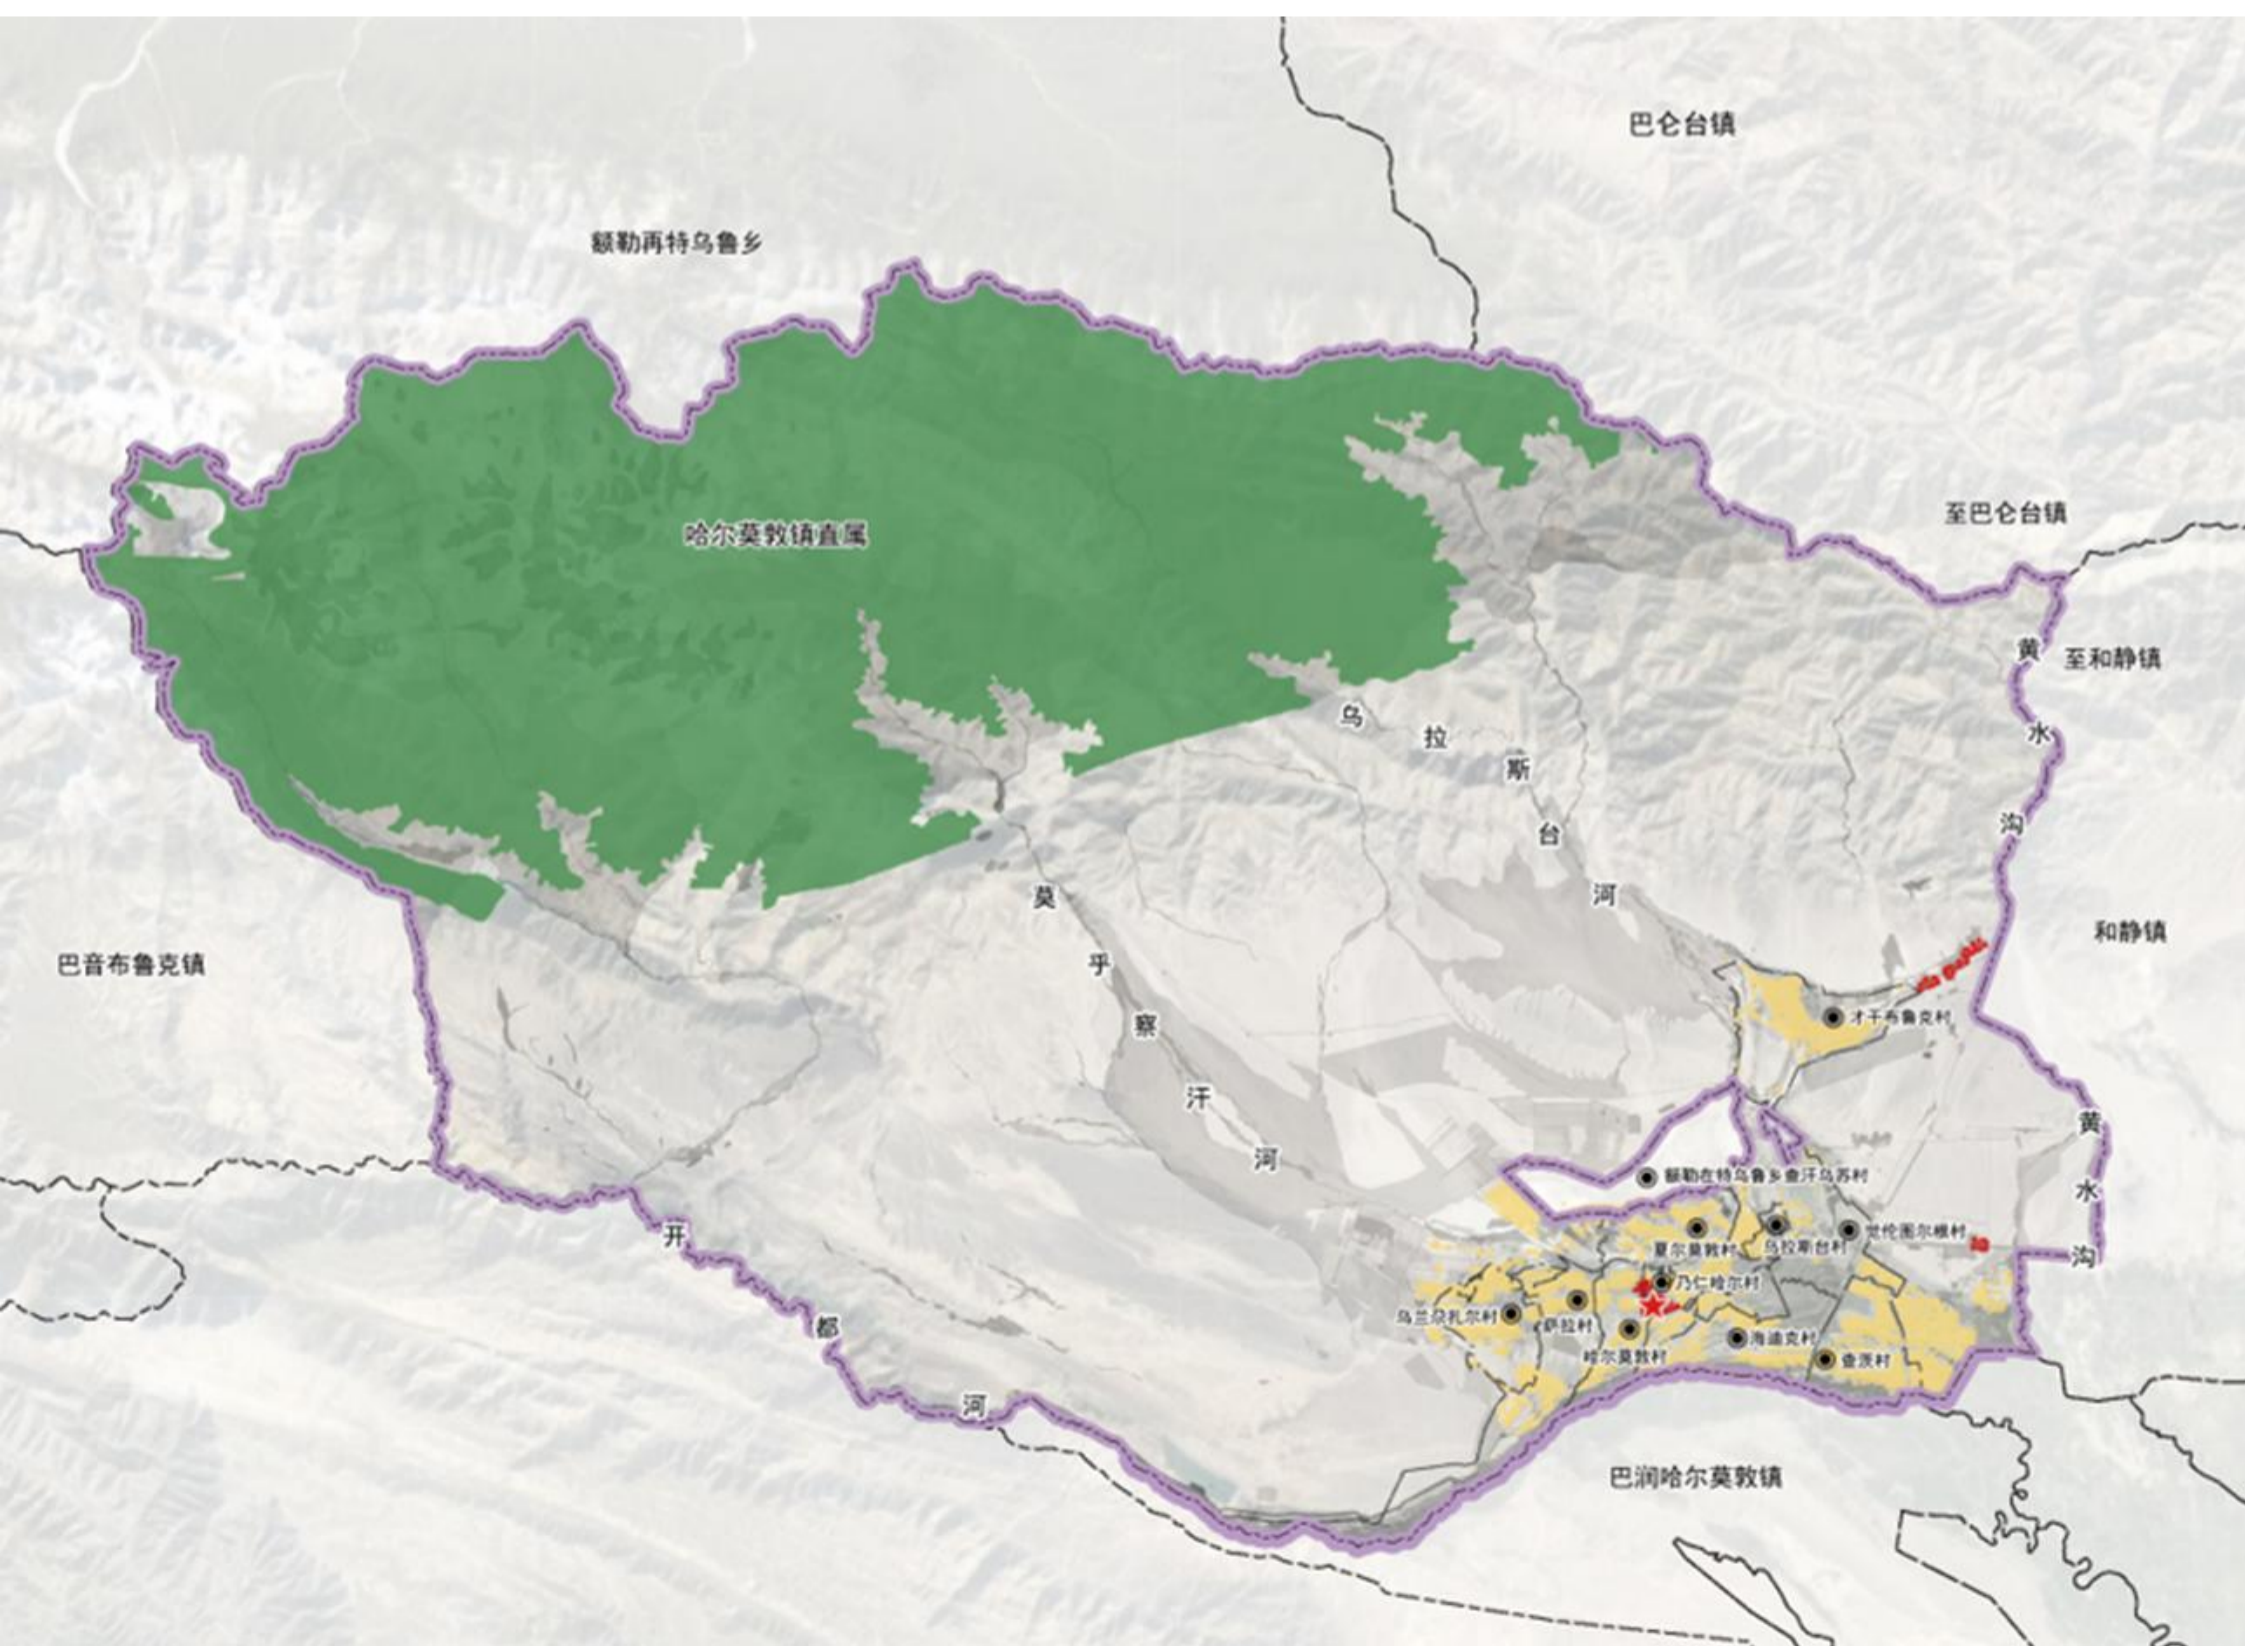 巴仑台镇
额勒再特乌鲁乡
至巴仑台镇
哈尔莫敦镇直属
黄水沟
至和静镇
乌拉斯台河
和静镇
莫乎察汗河
巴音布鲁克镇
才干布鲁克村
黄水沟
额勒在特乌鲁乡查汗乌苏村
夏尔莫敦村
乌拉斯台村
觉伦图尔根村
开都河
乃仁哈尔村
乌兰尕扎尔村
萨拉村
哈尔莫敦村
海迪克村
查茨村
巴润哈尔莫敦镇